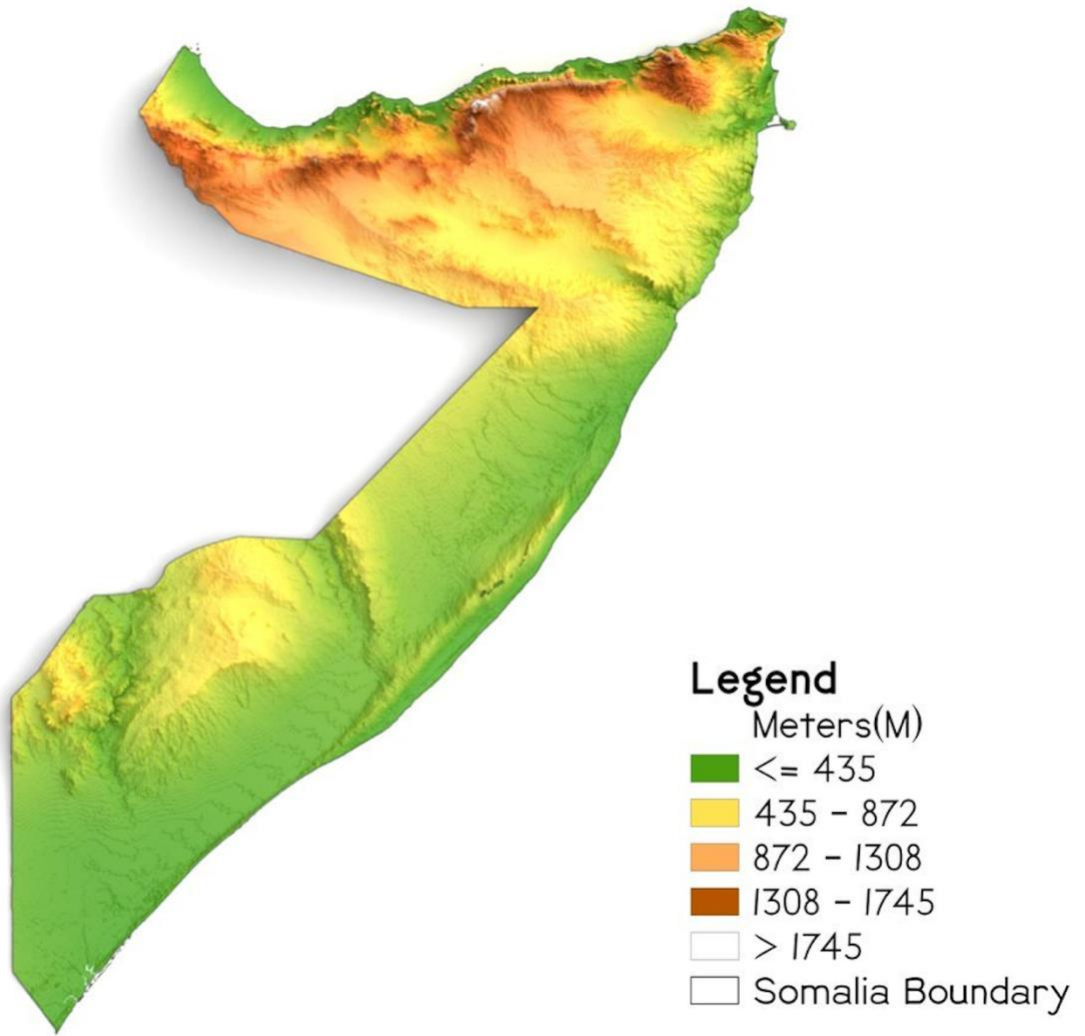 Legend
Meters(M)
<= 435
435 - 872
872 - 1308
1308 - 1745
> 1745
Somalia Boundary